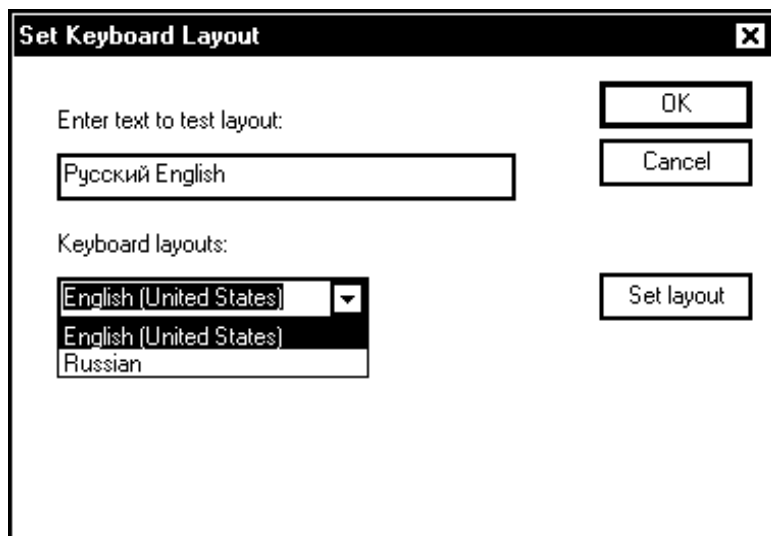 Set Keyboard Layout
Enter text to test layout:
Русский English
Keyboard layouts:
English (United States)
English (United States)
Russian
OK
Cancel
Set layout